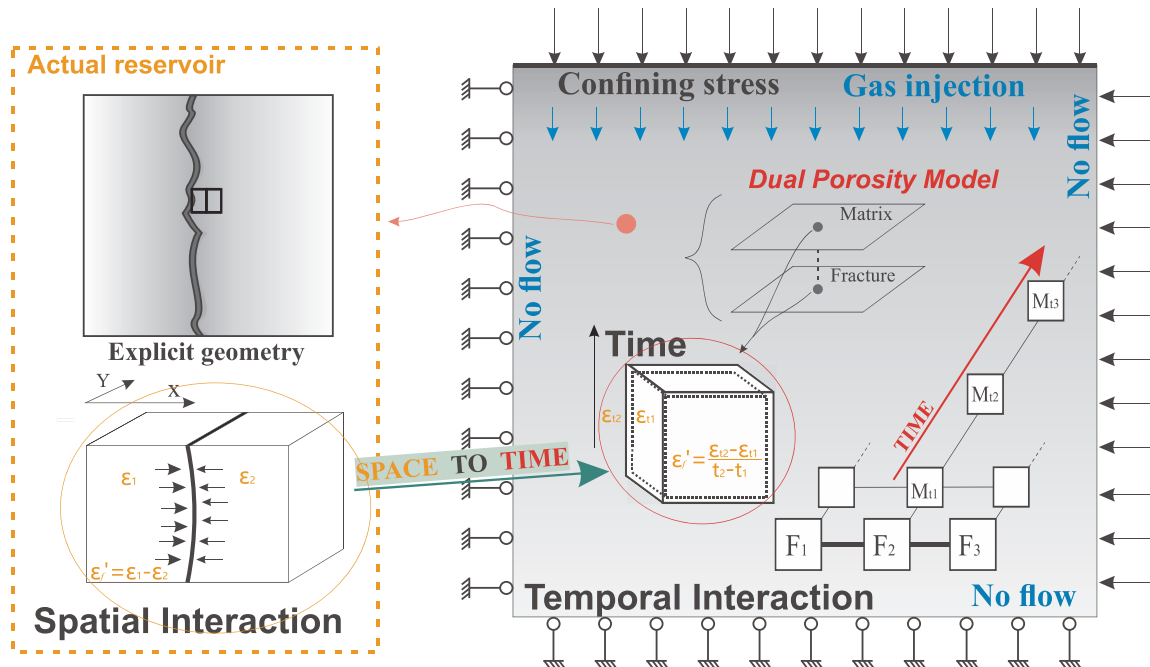 Actual reservoir
Explicit geometry
Y
X
ε1
ε2
ε/'=ε1-ε2
Spatial Interaction
SPACE TO TIME
Confining stress
Gas injection
No flow
No flow
Dual Porosity Model
Matrix
Fracture
Time
εt2
εt1
ε/'=εt2-εt1
t2-t1
TIME
Mt3
Mt2
Mt1
F1
F2
F3
Temporal Interaction
No flow